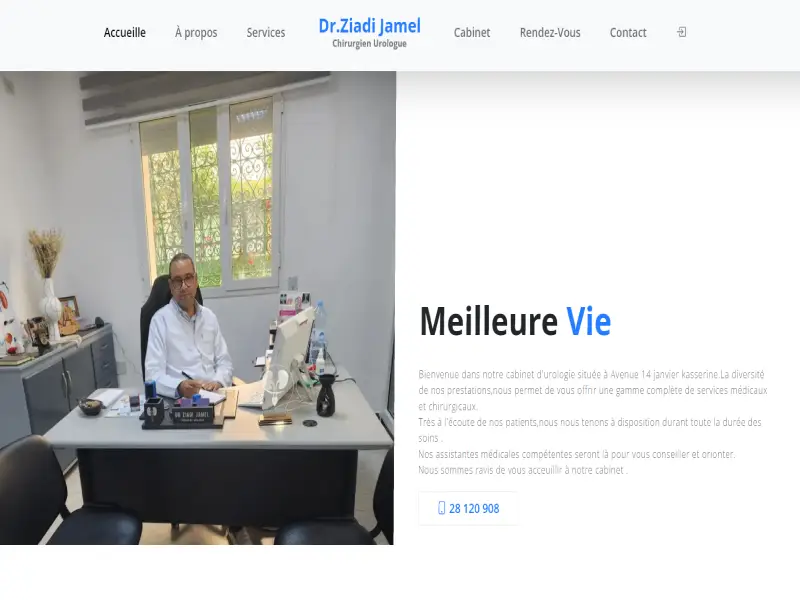 Accueille
À propos
Services
Dr.Ziadi Jamel
Chirurgien Urologue
Cabinet
Rendez-Vous
Contact
DR ZIADI JAMEL
Meilleure Vie
Bienvenue dans notre cabinet d'urologie située à Avenue 14 janvier kasserine.La diversité
de nos prestations,nous permet de vous offrir une gamme complète de services médicaux
et chirurgicaux.
Très à l'écoute de nos patients,nous nous tenons à disposition durant toute la durée des
soins .
Nos assistantes médicales compétentes seront là pour vous conseiller et orionter.
Nous sommes ravis de vous acceuillir à notre cabinet .
28 120 908